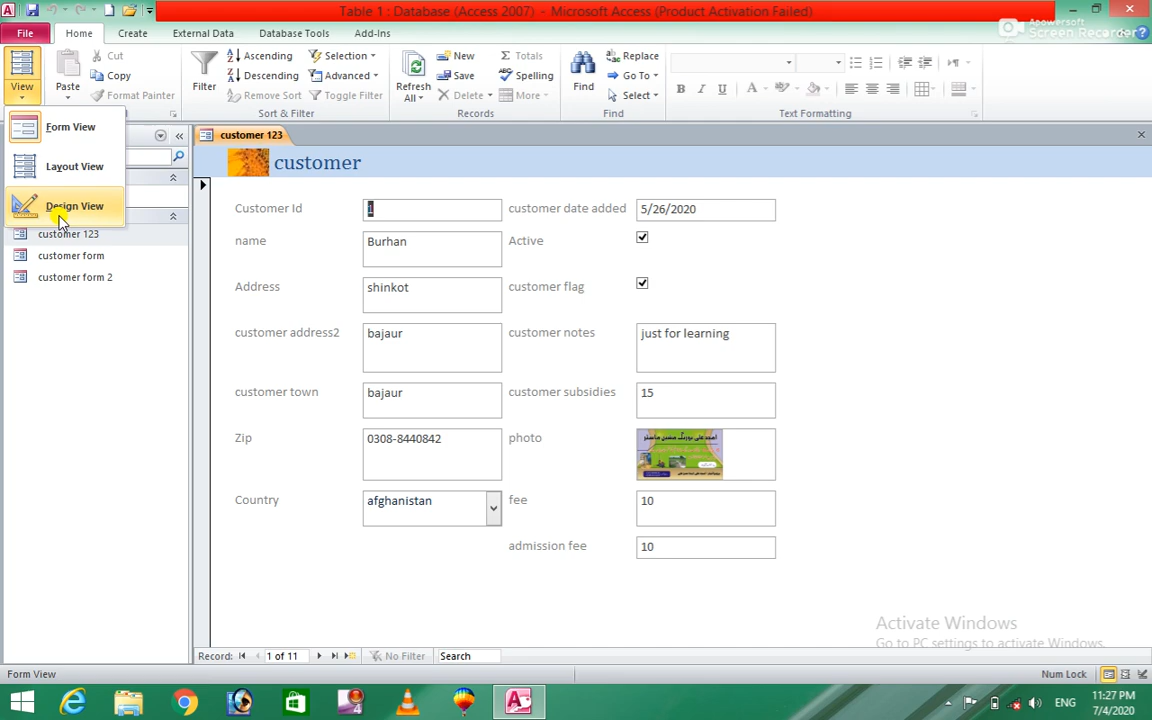 Table 1 : Database (Access 2007) - Microsoft Access (Product Activation Failed)
File Home Create External Data Database Tools Add-Ins
Apowersoft
Screen Recorder
View
Paste
Cut
Copy
Format Painter
Filter
Ascending
Descending
Remove Sort
Selection
Advanced
Toggle Filter
Sort & Filter
Refresh
All
New
Save
Delete
Totals
Spelling
More
Records
Find
Replace
Go To
Select
Find
B I U A
Text Formatting
Form View
Layout View
Design View
customer 123
customer form
customer form 2
customer 123
customer
Customer Id 1 customer date added 5/26/2020
name Burhan Active
Address shinkot customer flag
customer address2 bajaur customer notes just for learning
customer town bajaur customer subsidies 15
Zip 0308-8440842 photo
Country afghanistan fee 10
admission fee 10
Activate Windows
Go to PC settings to activate Windows.
Record: 1 of 11 No Filter Search
Form View Num Lock
ENG 11:27 PM
7/4/2020